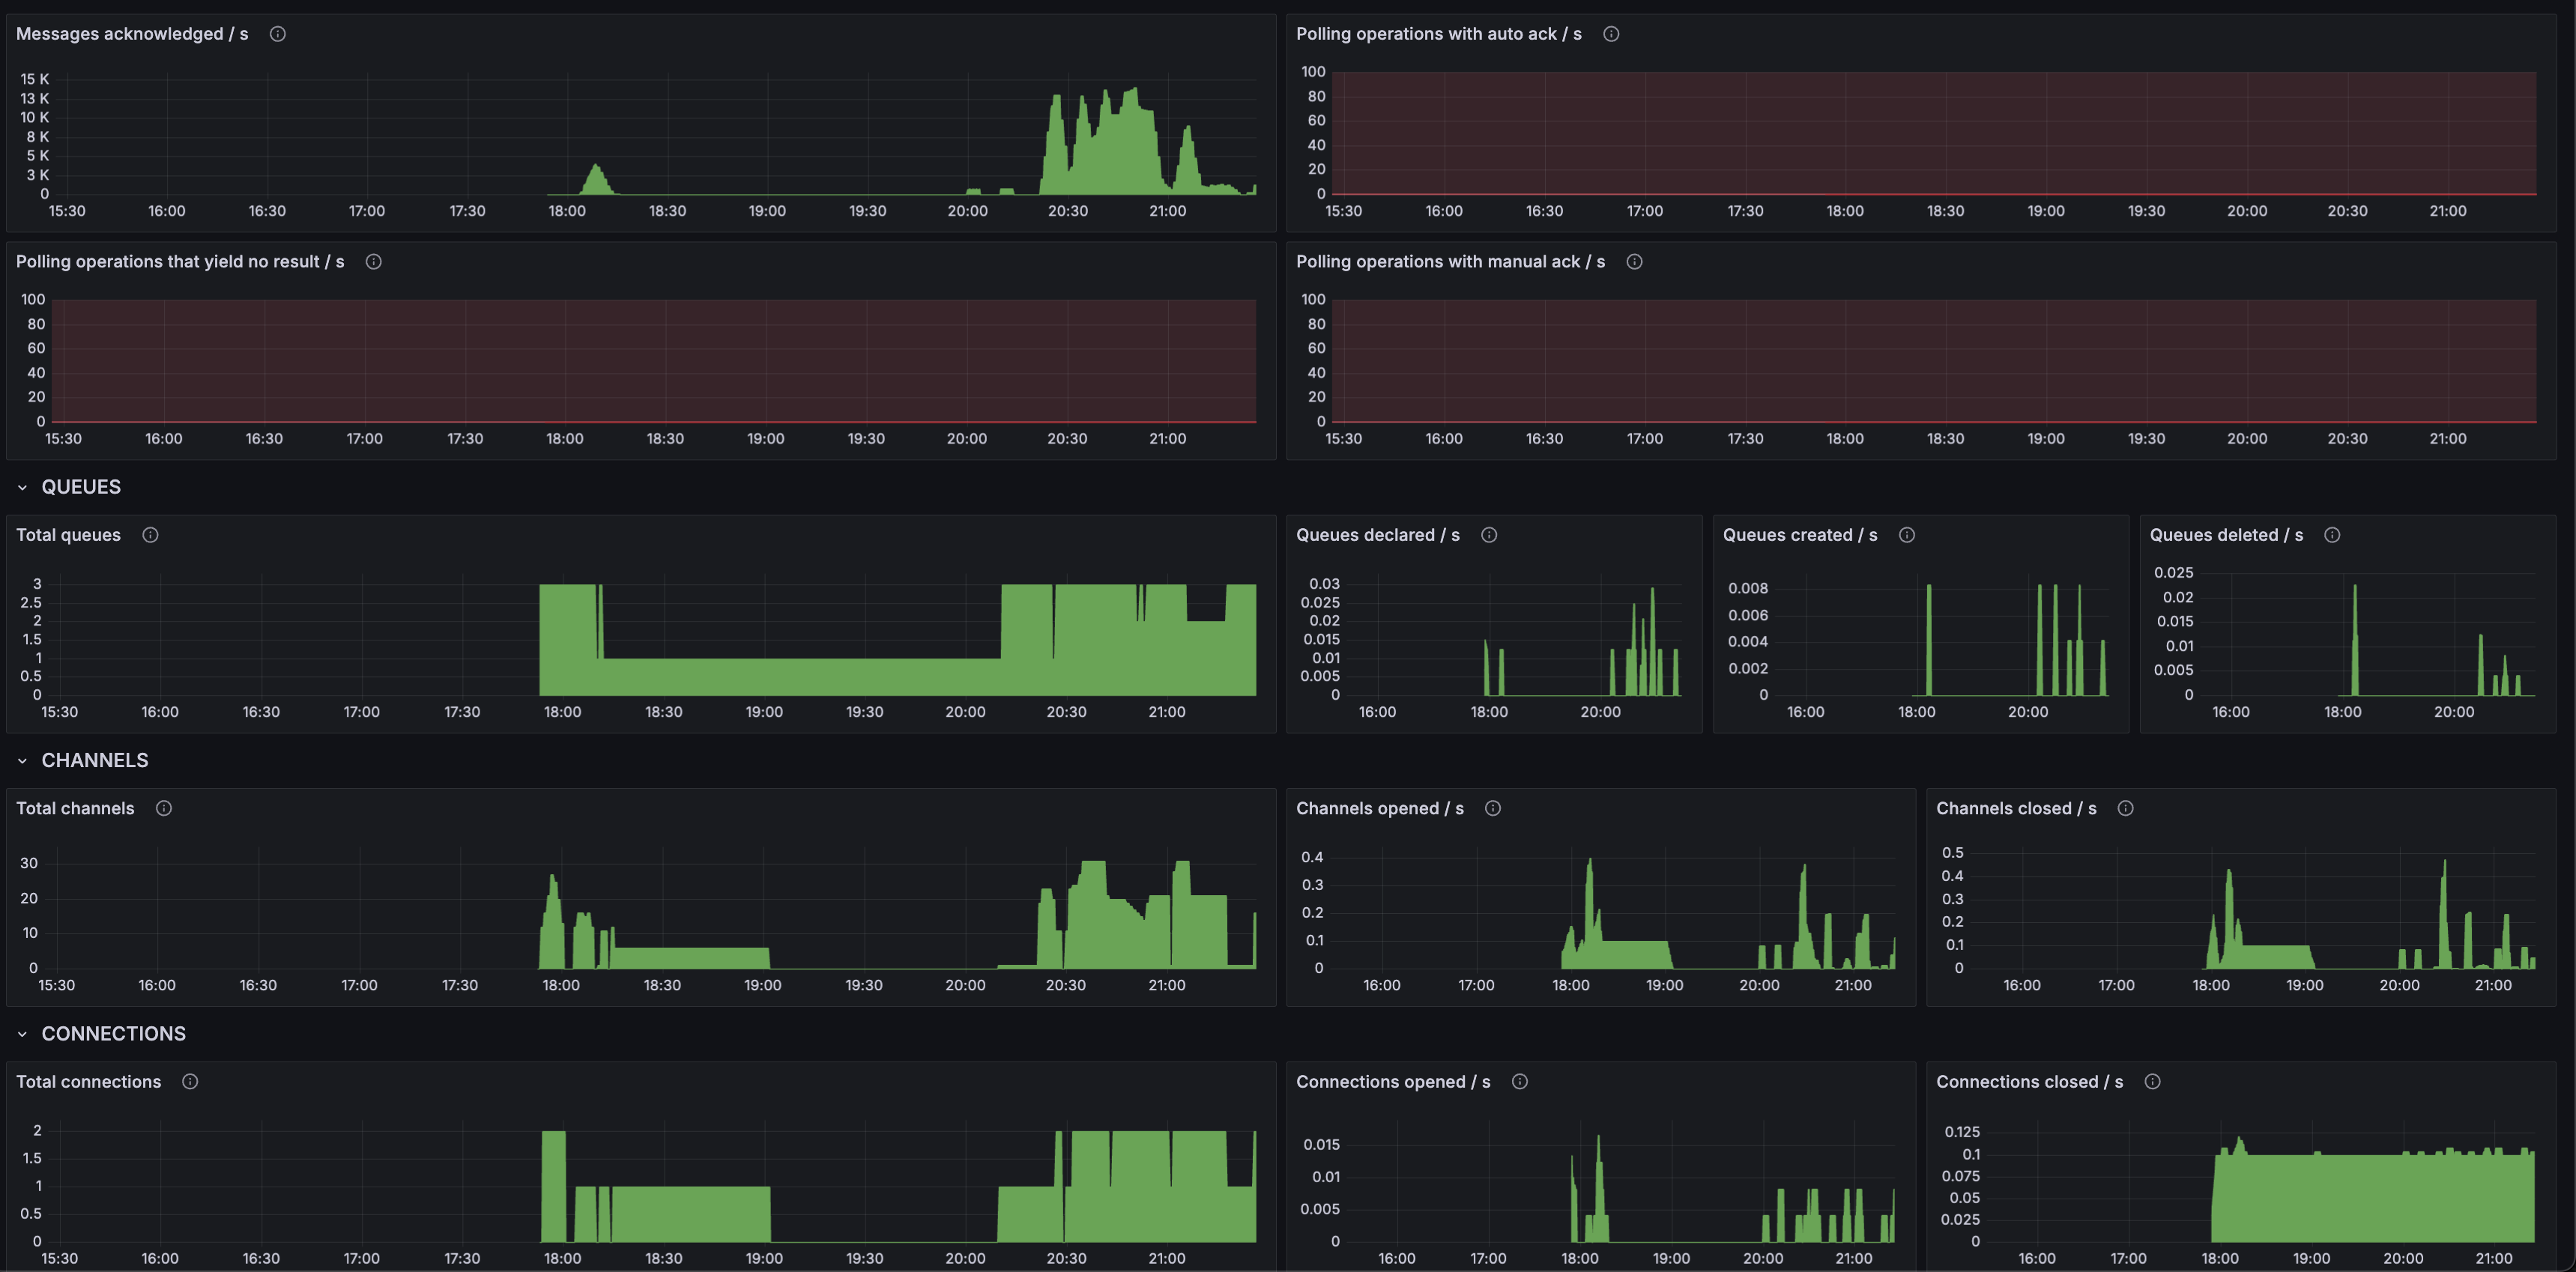 Messages acknowledged / s
15 K
13 K
10 K
8 K
5 K
3 K
0
15:30 16:00 16:30 17:00 17:30 18:00 18:30 19:00 19:30 20:00 20:30 21:00
Polling operations with auto ack / s
100
80
60
40
20
0
15:30 16:00 16:30 17:00 17:30 18:00 18:30 19:00 19:30 20:00 20:30 21:00
Polling operations that yield no result / s
100
80
60
40
20
0
15:30 16:00 16:30 17:00 17:30 18:00 18:30 19:00 19:30 20:00 20:30 21:00
Polling operations with manual ack / s
100
80
60
40
20
0
15:30 16:00 16:30 17:00 17:30 18:00 18:30 19:00 19:30 20:00 20:30 21:00
QUEUES
Total queues
3
2.5
2
1.5
1
0.5
0
15:30 16:00 16:30 17:00 17:30 18:00 18:30 19:00 19:30 20:00 20:30 21:00
Queues declared / s
0.03
0.025
0.02
0.015
0.01
0.005
0
16:00 18:00 20:00
Queues created / s
0.008
0.006
0.004
0.002
0
16:00 18:00 20:00
Queues deleted / s
0.025
0.02
0.015
0.01
0.005
0
16:00 18:00 20:00
CHANNELS
Total channels
30
20
10
0
15:30 16:00 16:30 17:00 17:30 18:00 18:30 19:00 19:30 20:00 20:30 21:00
Channels opened / s
0.4
0.3
0.2
0.1
0
16:00 17:00 18:00 19:00 20:00 21:00
Channels closed / s
0.5
0.4
0.3
0.2
0.1
0
16:00 17:00 18:00 19:00 20:00 21:00
CONNECTIONS
Total connections
2
1.5
1
0.5
0
15:30 16:00 16:30 17:00 17:30 18:00 18:30 19:00 19:30 20:00 20:30 21:00
Connections opened / s
0.015
0.01
0.005
0
16:00 17:00 18:00 19:00 20:00 21:00
Connections closed / s
0.125
0.1
0.075
0.05
0.025
0
16:00 17:00 18:00 19:00 20:00 21:00